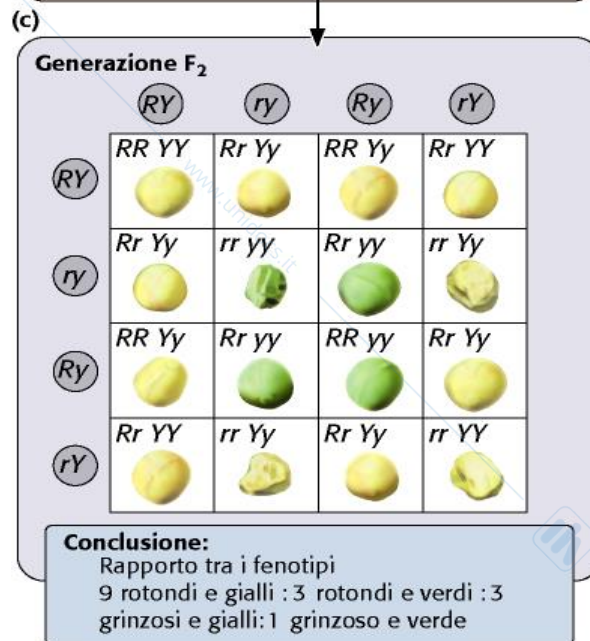 (c)
Generazione F₂
RY ry Ry rY
RY RR YY Rr Yy RR Yy Rr YY
ry Rr Yy rr yy Rr yy rr Yy
Ry RR Yy Rr yy RR yy Rr Yy
rY Rr YY rr Yy Rr Yy rr YY
Conclusione:
Rapporto tra i fenotipi
9 rotondi e gialli : 3 rotondi e verdi : 3
grinzosi e gialli: 1 grinzoso e verde